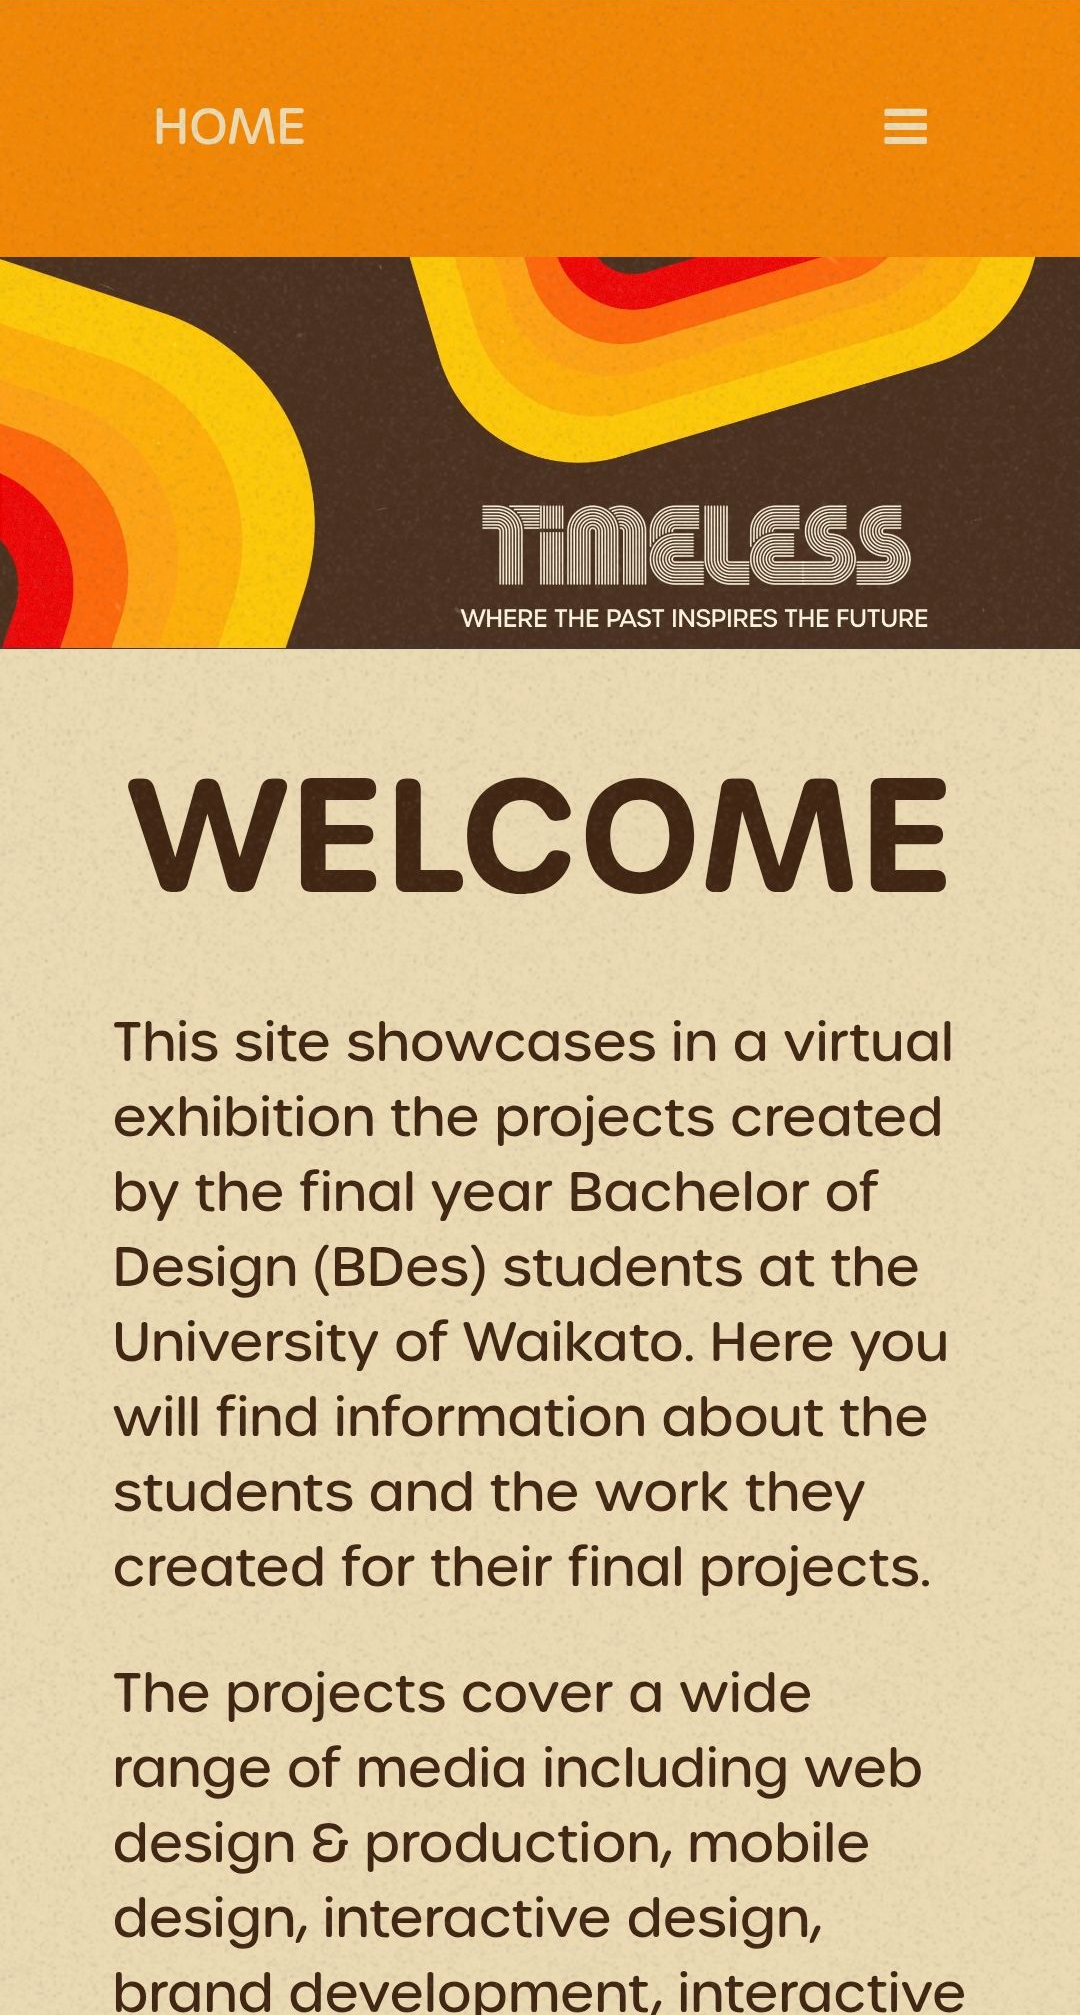 HOME
TiMELESS
WHERE THE PAST INSPIRES THE FUTURE
WELCOME
This site showcases in a virtual
exhibition the projects created
by the final year Bachelor of
Design (BDes) students at the
University of Waikato. Here you
will find information about the
students and the work they
created for their final projects.
The projects cover a wide
range of media including web
design & production, mobile
design, interactive design,
brand development, interactive